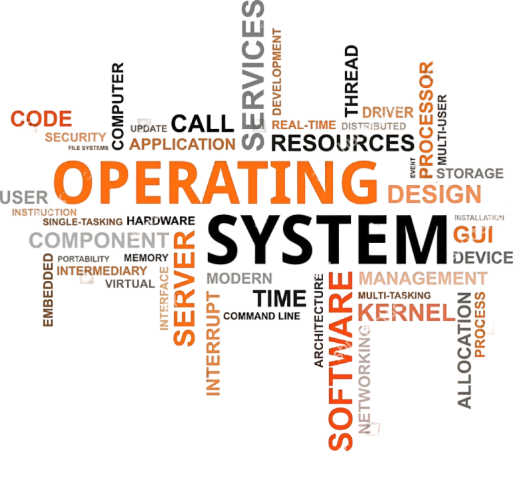 SERVICES
DEVELOPMENT
COMPUTER
THREAD
PROCESSOR
MULTI-USER
CODE
SECURITY
FILE SYSTEMS
UPDATE
CALL
APPLICATION
REAL-TIME
DRIVER
DISTRIBUTED
RESOURCES
EVENT
STORAGE
OPERATING
DESIGN
USER
INSTRUCTION
SINGLE-TASKING
HARDWARE
SYSTEM
INSTALLATION
GUI
DEVICE
COMPONENT
PORTABILITY
MEMORY
INTERMEDIARY
VIRTUAL
EMBEDDED
INTERFACE
SERVER
MODERN
INTERRUPT
TIME
COMMAND LINE
ARCHITECTURE
SOFTWARE
MANAGEMENT
MULTI-TASKING
KERNEL
NETWORKING
ALLOCATION
PROCESS